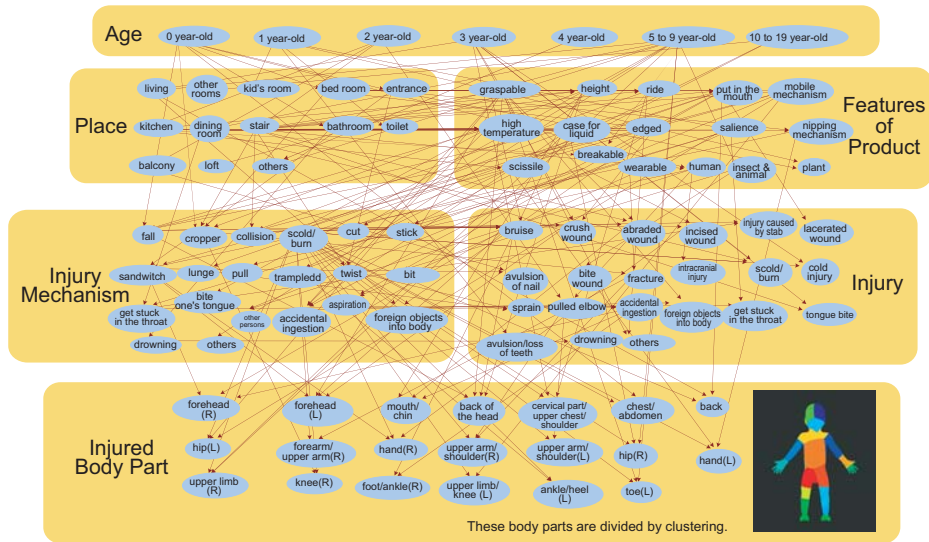 Age
0 year-old
1 year-old
2 year-old
3 year-old
4 year-old
5 to 9 year-old
10 to 19 year-old
Place
living
other
rooms
kid's room
bed room
entrance
kitchen
dining
room
stair
bathroom
toilet
balcony
loft
others
Features
of
Product
graspable
height
ride
put in the
mouth
mobile
mechanism
high
temperature
case for
liquid
edged
salience
nipping
mechanism
breakable
scissile
wearable
human
insect &
animal
plant
Injury
Mechanism
fall
cropper
collision
scold/
burn
cut
stick
sandwitch
lunge
pull
trampledd
twist
bit
get stuck
in the throat
bite
one's tongue
other
persons
accidental
ingestion
aspiration
foreign objects
into body
drowning
others
Injury
bruise
crush
wound
abraded
wound
incised
wound
injury caused
by stab
lacerated
wound
avulsion
of nail
bite
wound
fracture
intracranial
injury
scold/
burn
cold
injury
sprain
pulled elbow
accidental
ingestion
foreign objects
into body
get stuck
in the throat
tongue bite
avulsion/loss
of teeth
drowning
others
Injured
Body Part
forehead
(R)
forehead
(L)
mouth/
chin
back of
the head
cervical part/
upper chest/
shoulder
chest/
abdomen
back
hip(L)
forearm/
upper arm(R)
hand(R)
upper arm/
shoulder(R)
upper arm/
shoulder(L)
hip(R)
hand(L)
upper limb
(R)
knee(R)
foot/ankle(R)
upper limb/
knee (L)
ankle/heel
(L)
toe(L)
These body parts are divided by clustering.